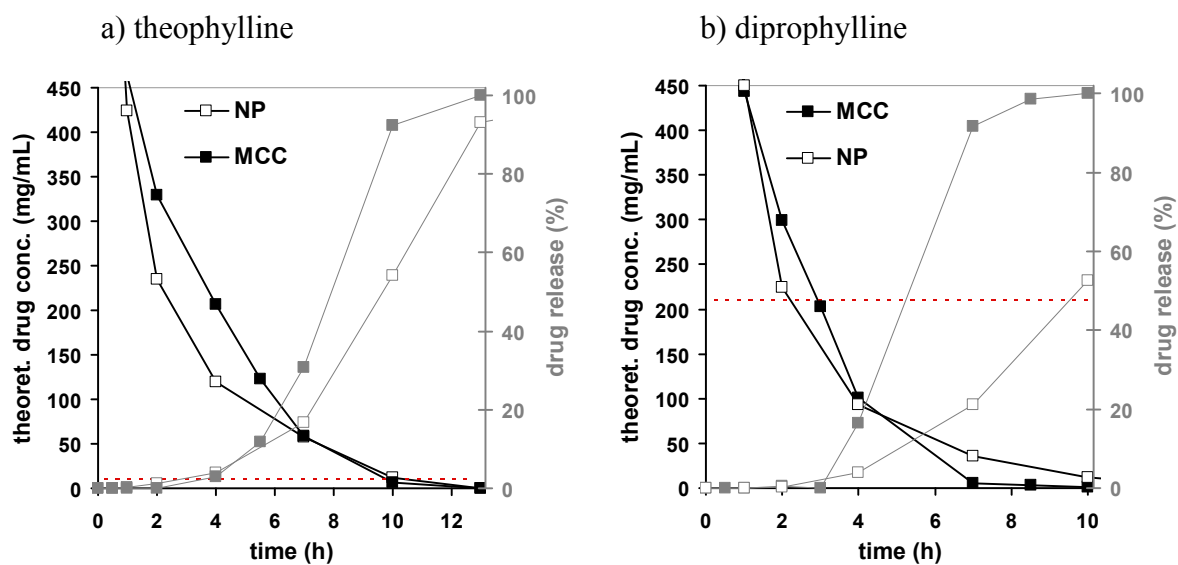 a) theophylline
theoret. drug conc. (mg/mL)
450
400
350
300
250
200
150
100
50
0
NP
MCC
100
80
60
40
20
0
drug release (%)
0 2 4 6 8 10 12
time (h)
b) diprophylline
theoret. drug conc. (mg/mL)
450
400
350
300
250
200
150
100
50
0
MCC
NP
100
80
60
40
20
0
drug release (%)
0 2 4 6 8 10
time (h)